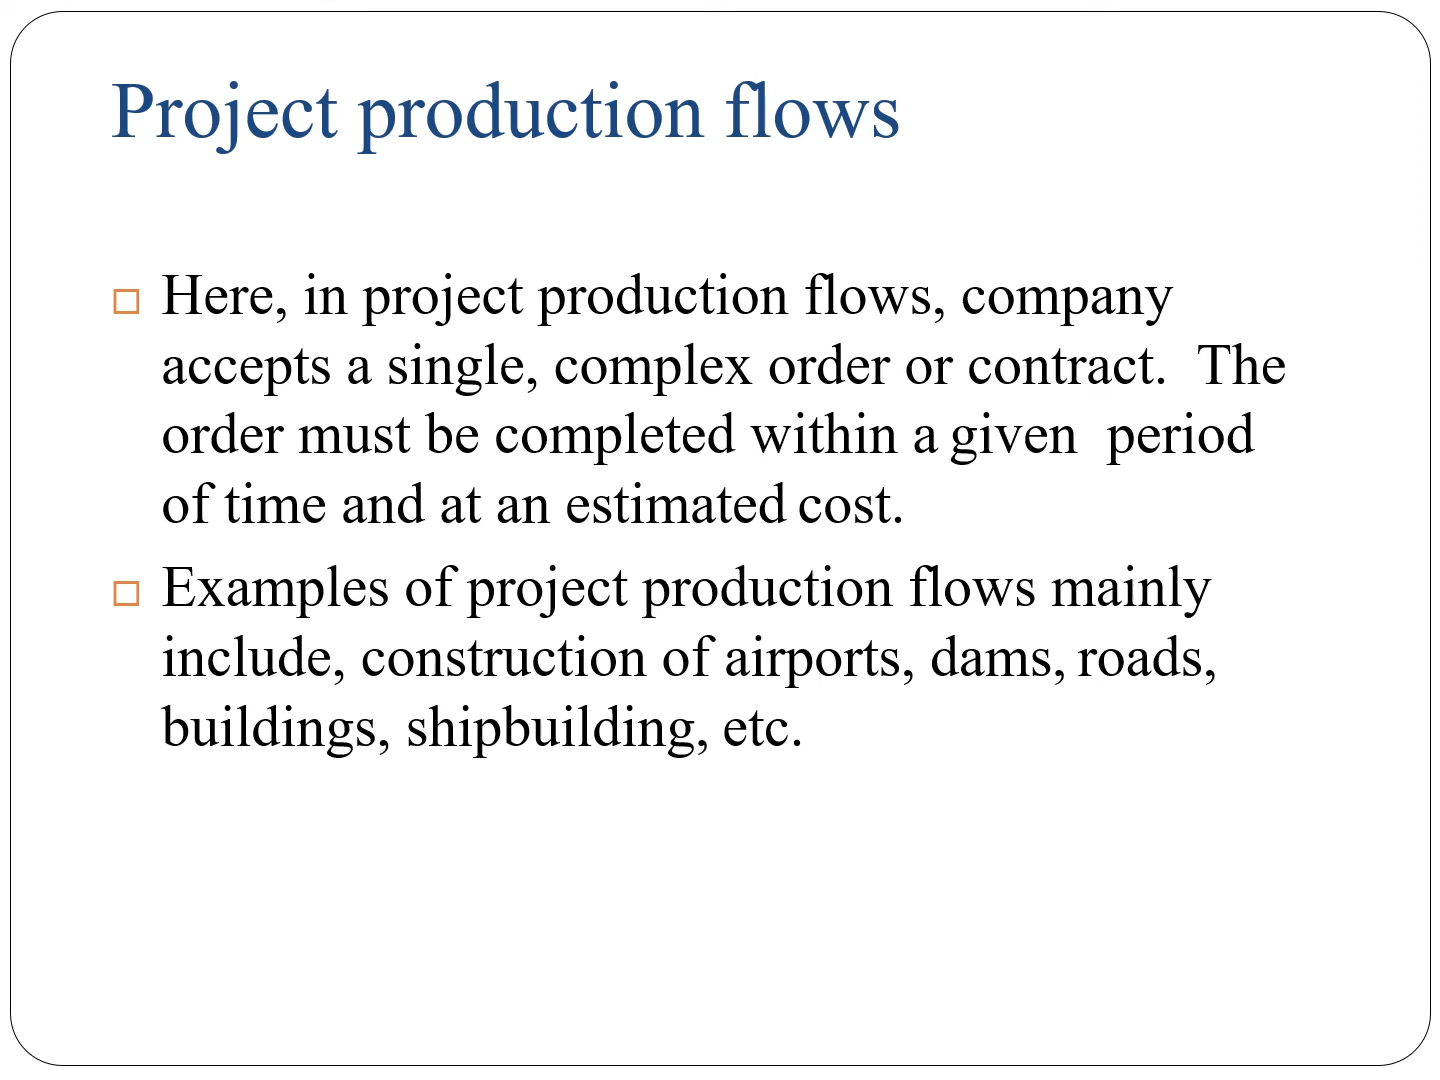 Project production flows
Here, in project production flows, company
accepts a single, complex order or contract.  The
order must be completed within a given  period
of time and at an estimated cost.
Examples of project production flows mainly
include, construction of airports, dams, roads,
buildings, shipbuilding, etc.